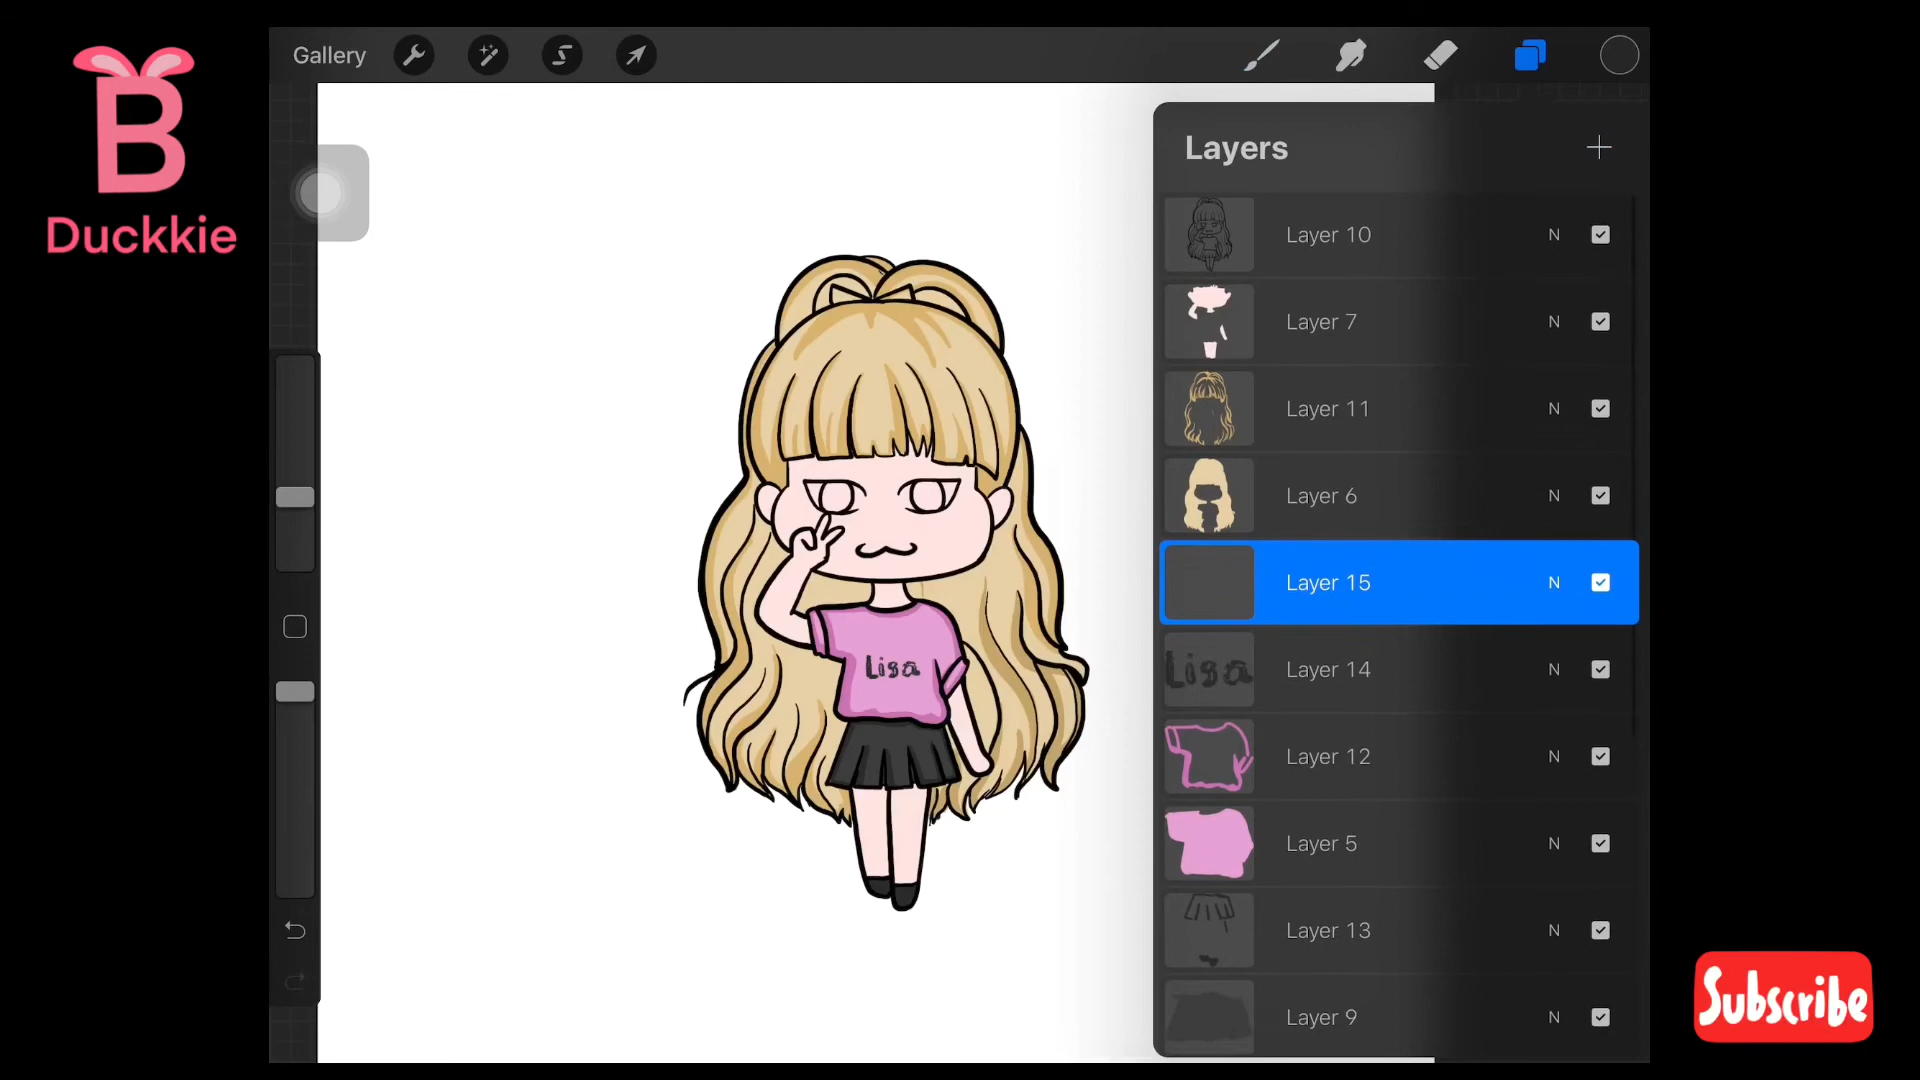 B
Duckkie
Gallery
Layers
Layer 10 N
Layer 7 N
Layer 11 N
Layer 6 N
Layer 15 N
Lisa Layer 14 N
Layer 12 N
Layer 5 N
Layer 13 N
Layer 9 N
Lisa
Subscribe